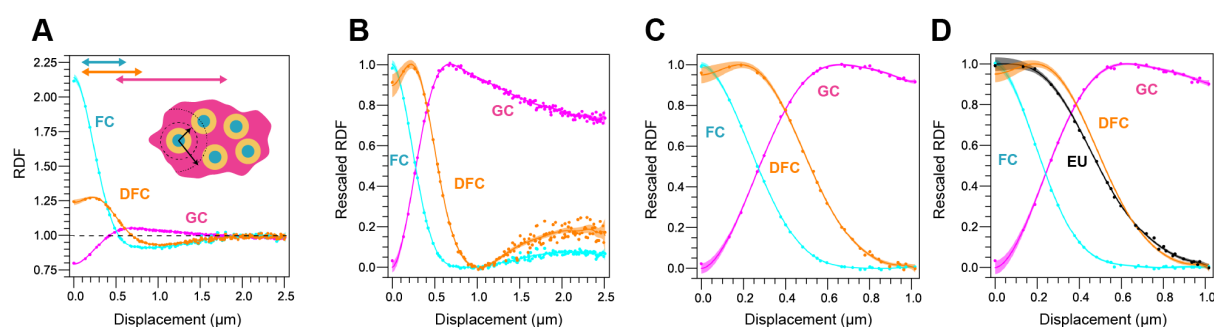 A
RDF
2.25
2.00
1.75
1.50
1.25
1.00
0.75
FC
DFC
GC
0.0 0.5 1.0 1.5 2.0 2.5
Displacement (µm)
B
Rescaled RDF
1.0
0.8
0.6
0.4
0.2
0.0
FC
GC
DFC
0.0 0.5 1.0 1.5 2.0 2.5
Displacement (µm)
C
Rescaled RDF
1.0
0.8
0.6
0.4
0.2
0.0
GC
FC
DFC
0.0 0.2 0.4 0.6 0.8 1.0
Displacement (µm)
D
Rescaled RDF
1.0
0.8
0.6
0.4
0.2
0.0
GC
DFC
FC
EU
0.0 0.2 0.4 0.6 0.8 1.0
Displacement (µm)